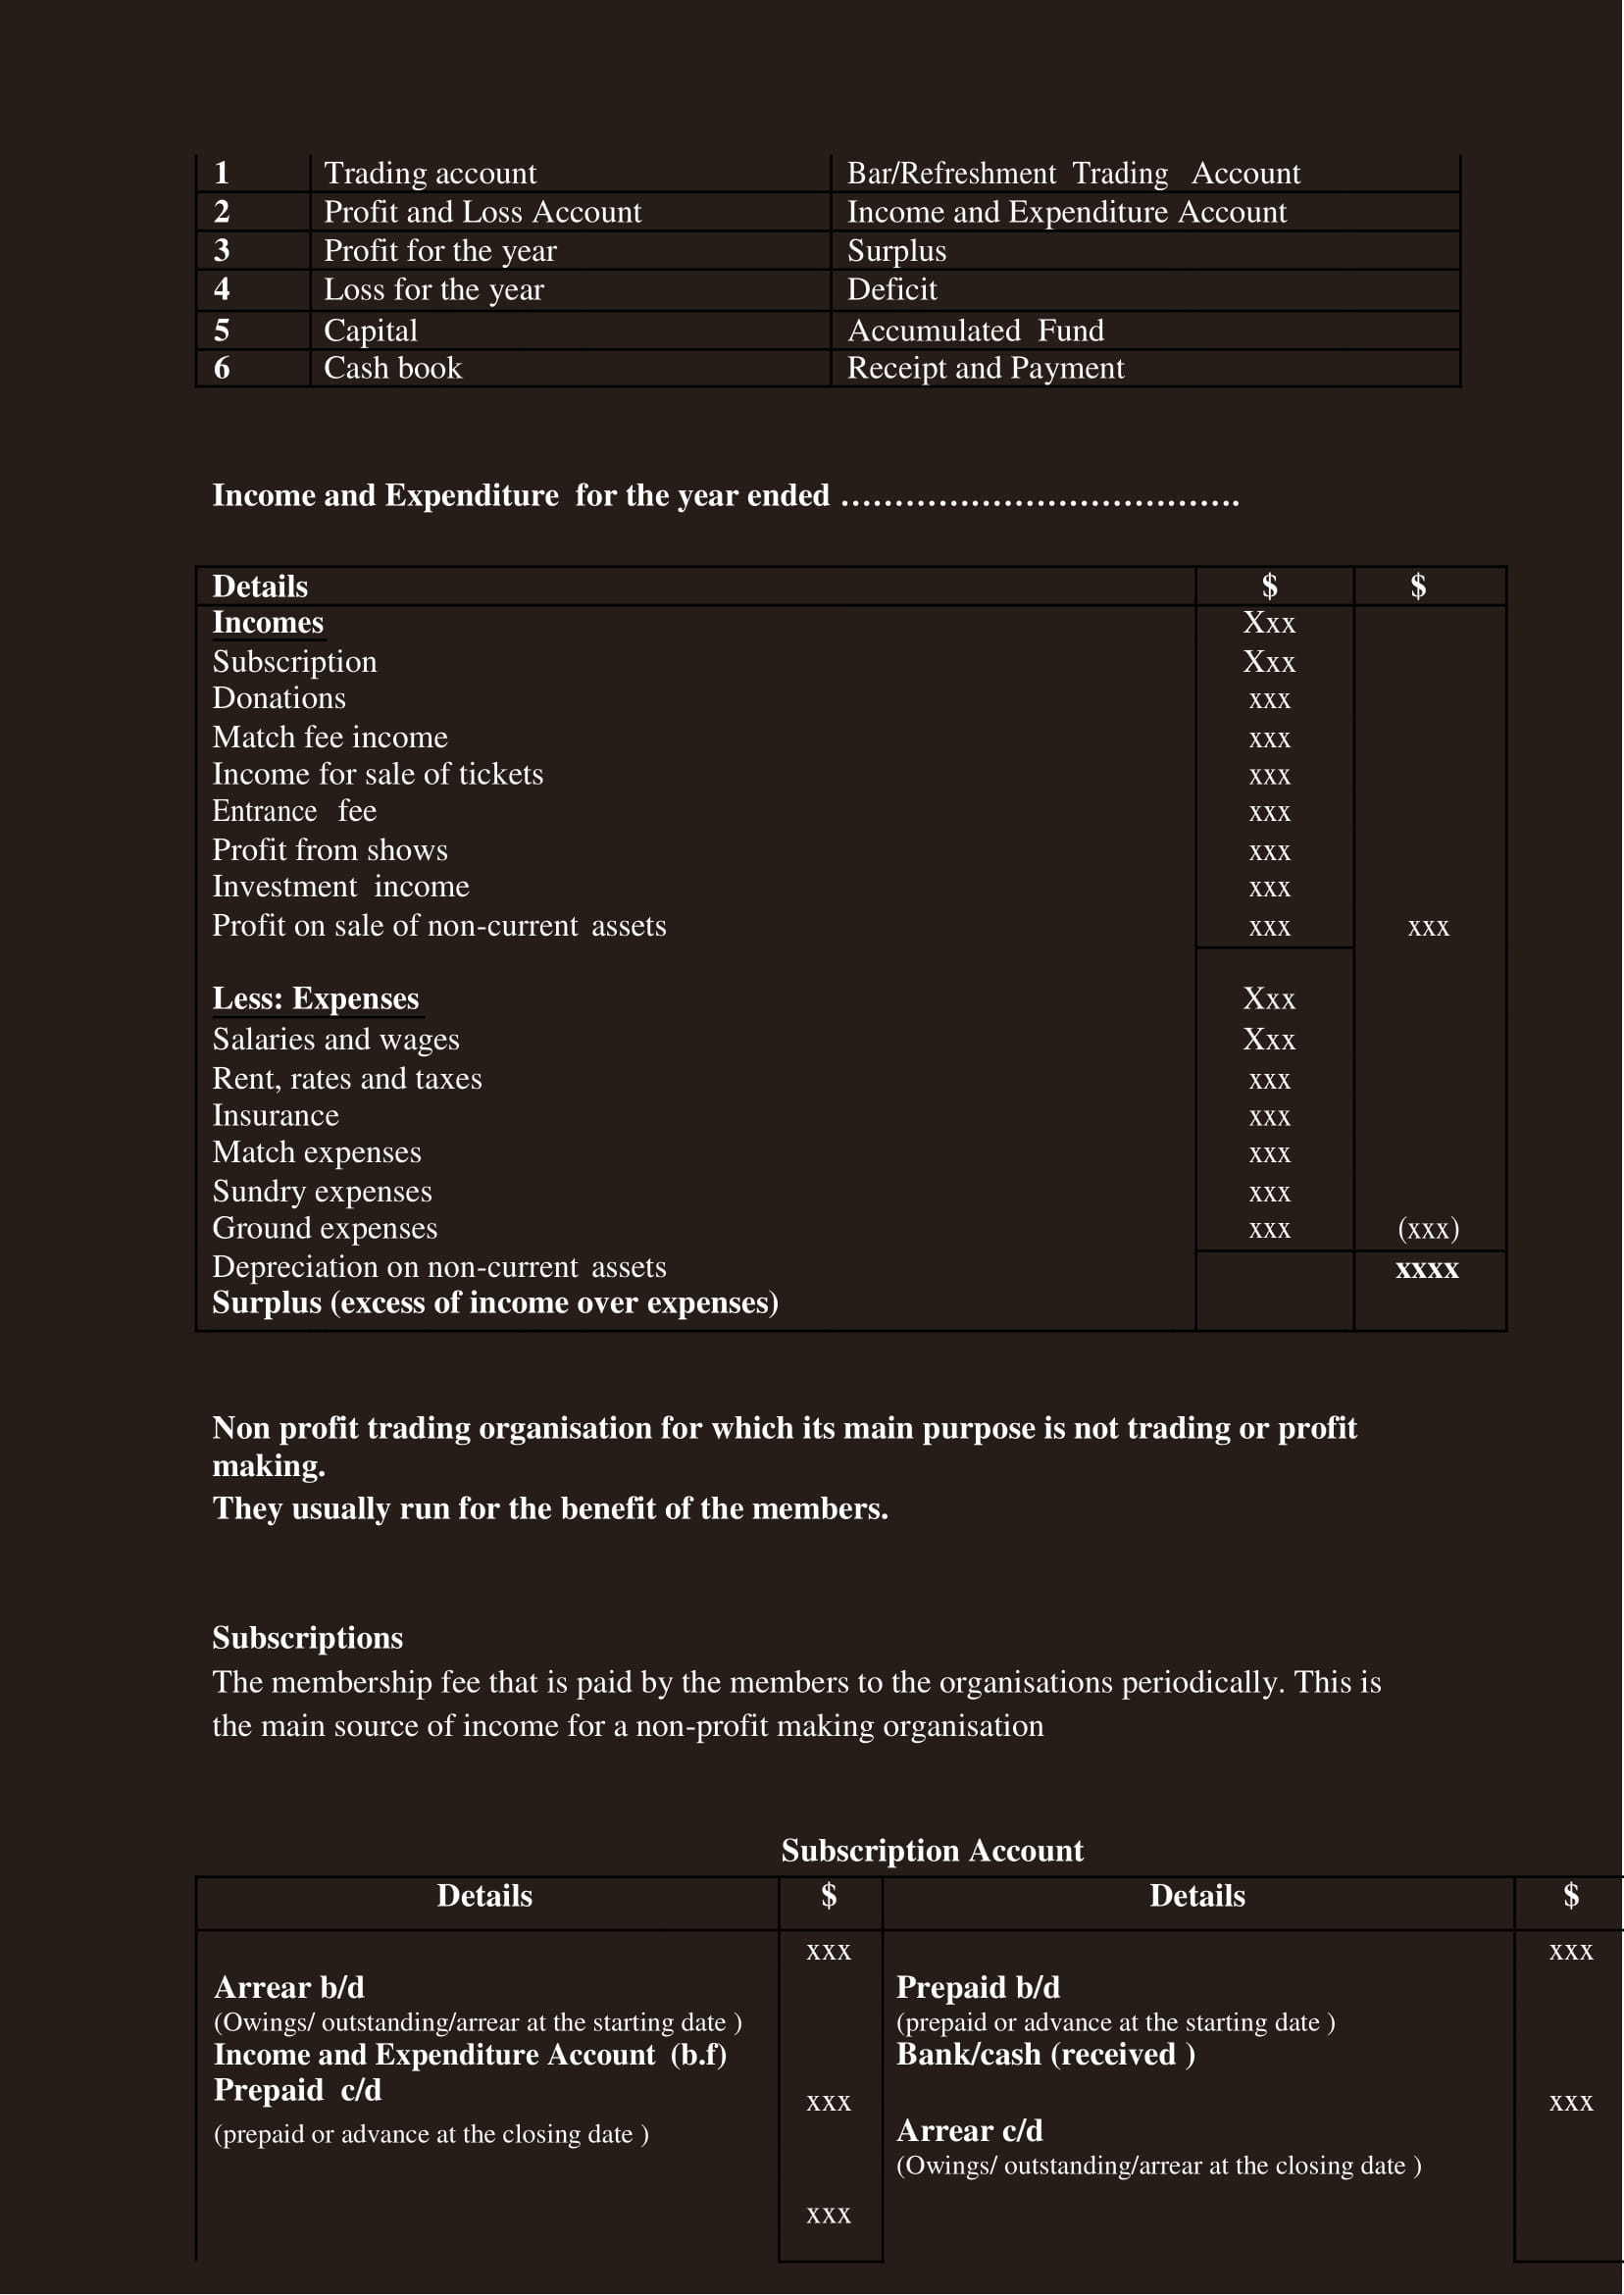 1 Trading account Bar/Refreshment Trading Account
2 Profit and Loss Account Income and Expenditure Account
3 Profit for the year Surplus
4 Loss for the year Deficit
5 Capital Accumulated Fund
6 Cash book Receipt and Payment
Income and Expenditure for the year ended ……………………………….
Details $ $
Incomes Xxx
Subscription Xxx
Donations xxx
Match fee income xxx
Income for sale of tickets xxx
Entrance fee xxx
Profit from shows xxx
Investment income xxx
Profit on sale of non-current assets xxx xxx
Less: Expenses Xxx
Salaries and wages Xxx
Rent, rates and taxes xxx
Insurance xxx
Match expenses xxx
Sundry expenses xxx
Ground expenses xxx (xxx)
Depreciation on non-current assets xxxx
Surplus (excess of income over expenses)
Non profit trading organisation for which its main purpose is not trading or profit
making.
They usually run for the benefit of the members.
Subscriptions
The membership fee that is paid by the members to the organisations periodically. This is
the main source of income for a non-profit making organisation
Subscription Account
Details $ Details $
xxx xxx
Arrear b/d Prepaid b/d
(Owings/ outstanding/arrear at the starting date ) (prepaid or advance at the starting date )
Income and Expenditure Account (b.f) Bank/cash (received )
Prepaid c/d
xxx xxx
(prepaid or advance at the closing date ) Arrear c/d
(Owings/ outstanding/arrear at the closing date )
xxx